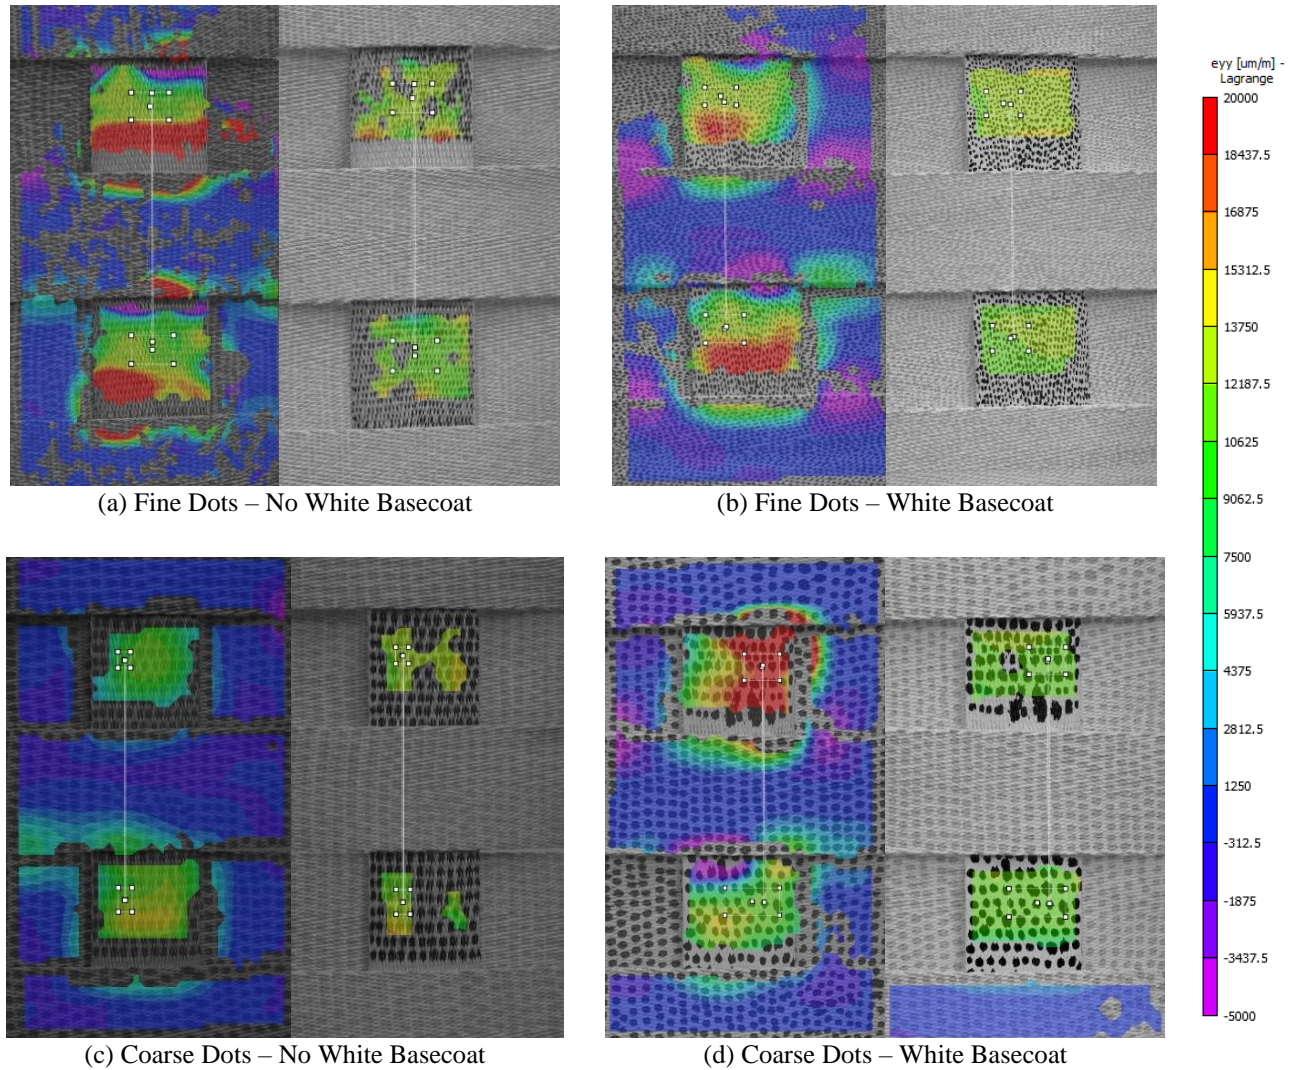 eyy [um/m] -
Lagrange
20000
18437.5
16875
15312.5
13750
12187.5
10625
9062.5
7500
5937.5
4375
2812.5
1250
-312.5
-1875
-3437.5
-5000
(a) Fine Dots – No White Basecoat
(b) Fine Dots – White Basecoat
(c) Coarse Dots – No White Basecoat
(d) Coarse Dots – White Basecoat